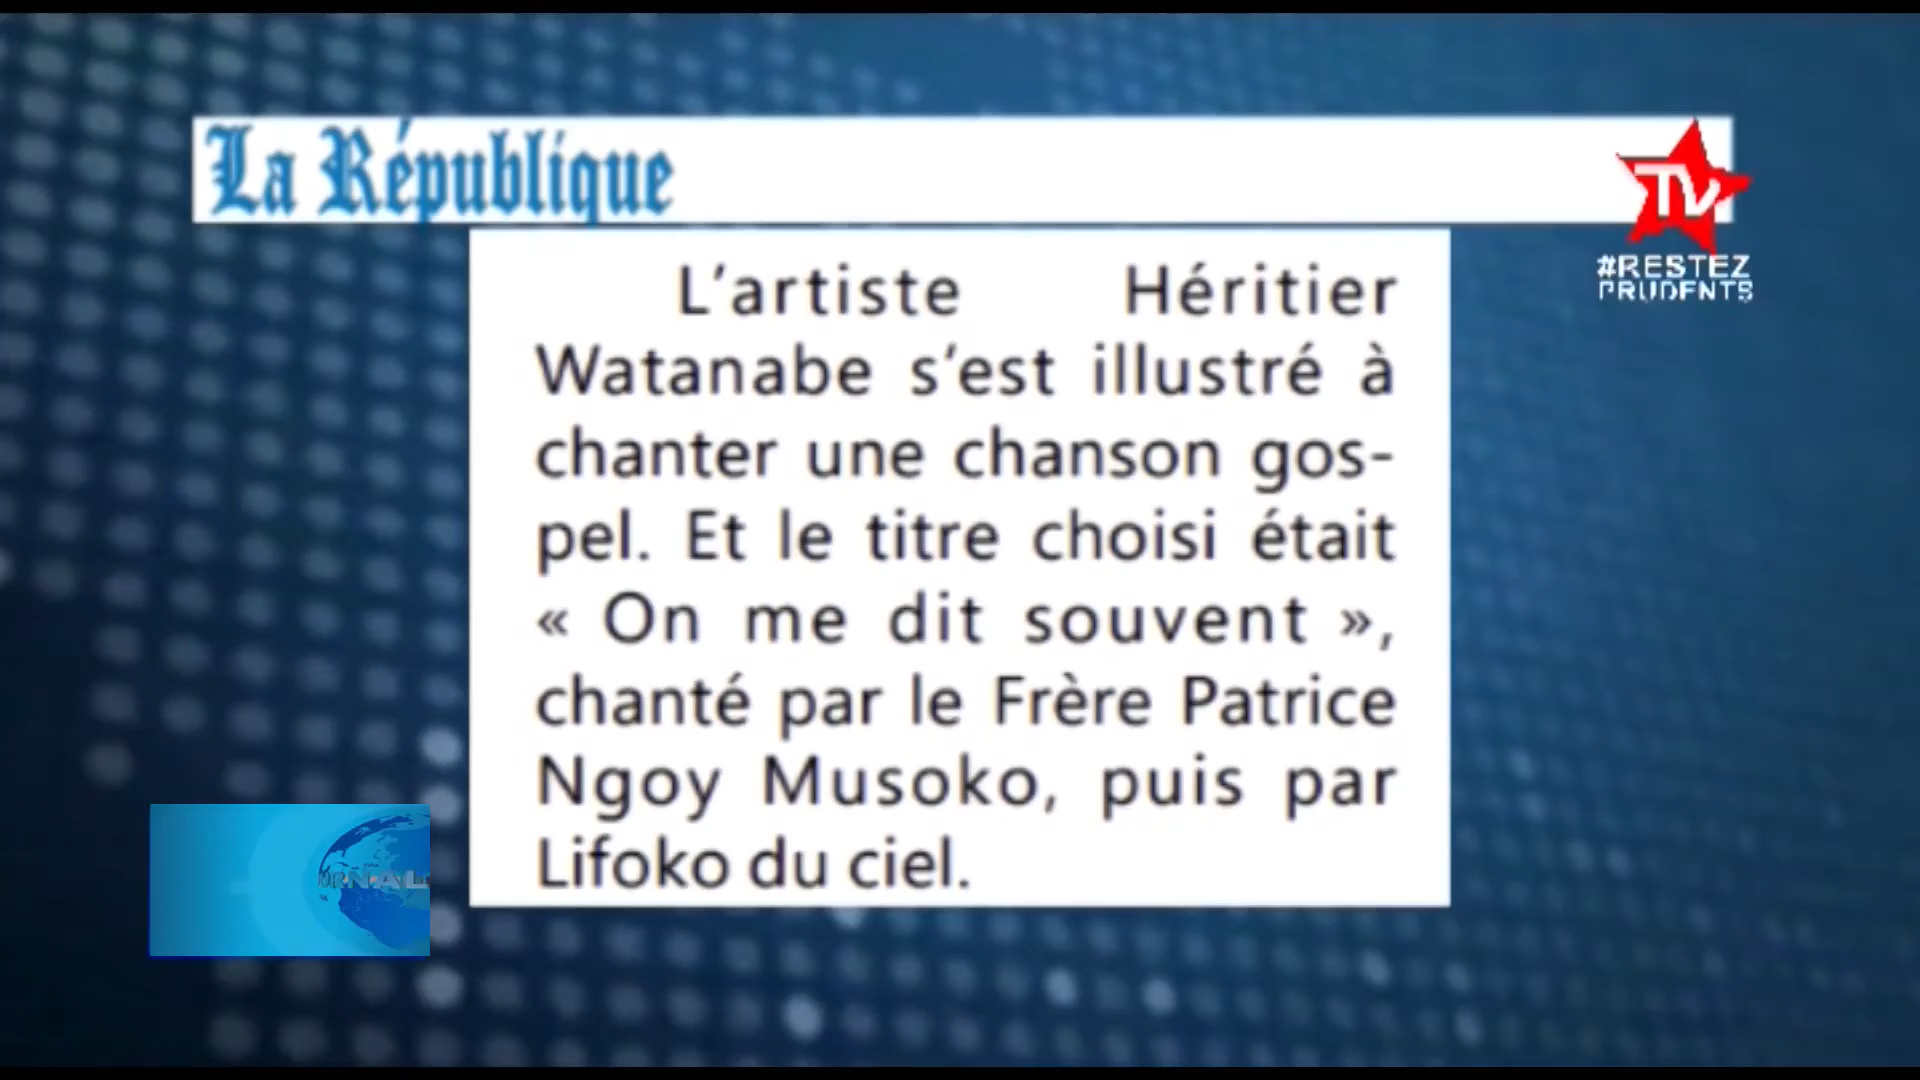 La République
TV
#RESTEZ
PRUDENTS
L'artiste Héritier
Watanabe s'est illustré à
chanter une chanson gos-
pel. Et le titre choisi était
« On me dit souvent »,
chanté par le Frère Patrice
Ngoy Musoko, puis par
Lifoko du ciel.